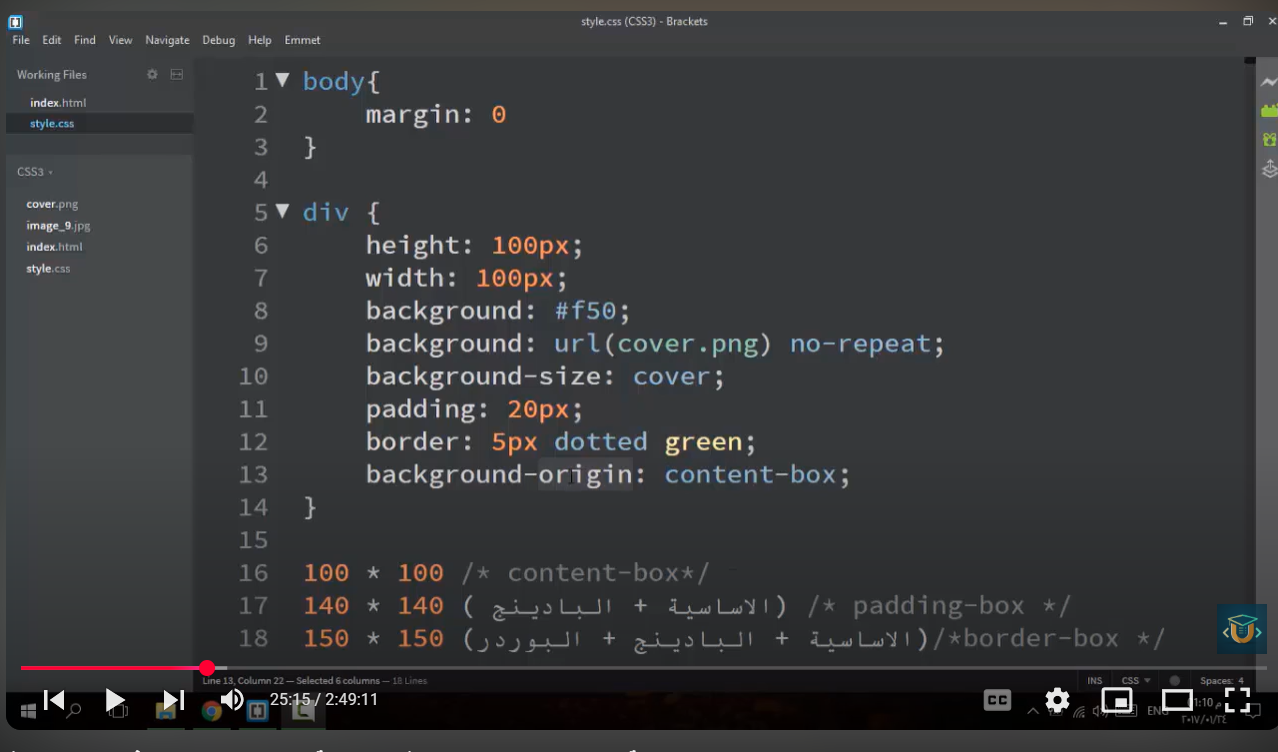 style.css (CSS3) - Brackets
File Edit Find View Navigate Debug Help Emmet
Working Files
index.html
style.css
CSS3
cover.png
image_9.jpg
index.html
style.css
1 body{
2 margin: 0
3 }
4
5 div {
6 height: 100px;
7 width: 100px;
8 background: #f50;
9 background: url(cover.png) no-repeat;
10 background-size: cover;
11 padding: 20px;
12 border: 5px dotted green;
13 background-origin: content-box;
14 }
15
16 100 * 100 /* content-box*/
17 140 * 140 ( الاساسية + البادينج ) /* padding-box */
18 150 * 150 (الاساسية + البادينج + البوردر)/*border-box */
Line 13, Column 22 — Selected 6 columns — 18 Lines
INS CSS Spaces: 4
25:15 / 2:49:11
CC
ENG